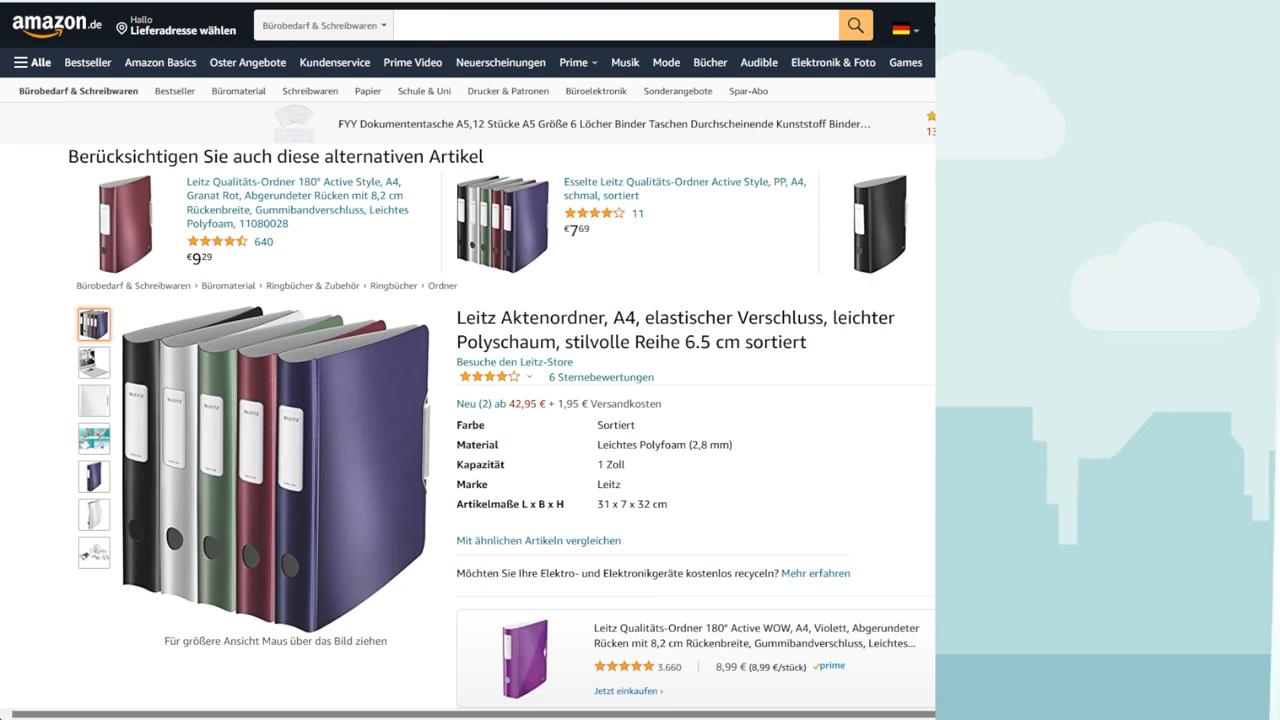 amazon.de
Hallo
Lieferadresse wählen
Bürobedarf & Schreibwaren
Alle Bestseller Amazon Basics Oster Angebote Kundenservice Prime Video Neuerscheinungen Prime Musik Mode Bücher Audible Elektronik & Foto Games
Bürobedarf & Schreibwaren Bestseller Büromaterial Schreibwaren Papier Schule & Uni Drucker & Patronen Büroelektronik Sonderangebote Spar-Abo
FYY Dokumententasche A5,12 Stücke A5 Größe 6 Löcher Binder Taschen Durchscheinende Kunststoff Binder…
Berücksichtigen Sie auch diese alternativen Artikel
Leitz Qualitäts-Ordner 180° Active Style, A4,
Granat Rot, Abgerundeter Rücken mit 8,2 cm
Rückenbreite, Gummibandverschluss, Leichtes
Polyfoam, 11080028
640
€9²⁹
Esselte Leitz Qualitäts-Ordner Active Style, PP, A4,
schmal, sortiert
11
€7⁶⁹
Bürobedarf & Schreibwaren › Büromaterial › Ringbücher & Zubehör › Ringbücher › Ordner
LEITZ LEITZ LEITZ LEITZ LEITZ
Für größere Ansicht Maus über das Bild ziehen
Leitz Aktenordner, A4, elastischer Verschluss, leichter
Polyschaum, stilvolle Reihe 6.5 cm sortiert
Besuche den Leitz-Store
6 Sternebewertungen
Neu (2) ab 42,95 € + 1,95 € Versandkosten
Farbe Sortiert
Material Leichtes Polyfoam (2,8 mm)
Kapazität 1 Zoll
Marke Leitz
Artikelmaße L x B x H 31 x 7 x 32 cm
Mit ähnlichen Artikeln vergleichen
Möchten Sie Ihre Elektro- und Elektronikgeräte kostenlos recyceln? Mehr erfahren
Leitz Qualitäts-Ordner 180° Active WOW, A4, Violett, Abgerundeter
Rücken mit 8,2 cm Rückenbreite, Gummibandverschluss, Leichtes…
3.660 | 8,99 € (8,99 €/stück) prime
Jetzt einkaufen ›